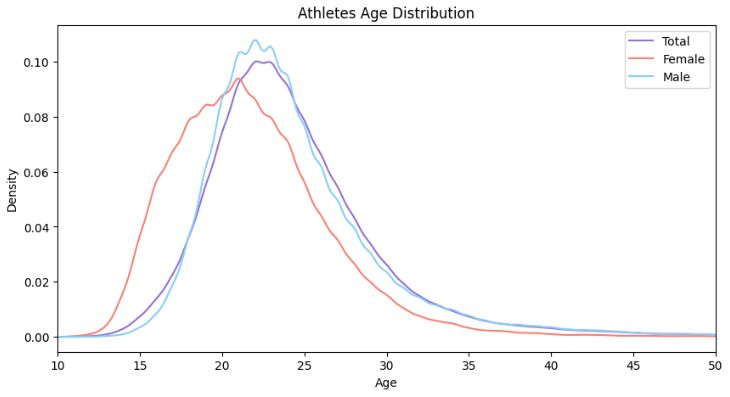 Athletes Age Distribution
Total
Female
Male
Density
0.10
0.08
0.06
0.04
0.02
0.00
10 15 20 25 30 35 40 45 50
Age